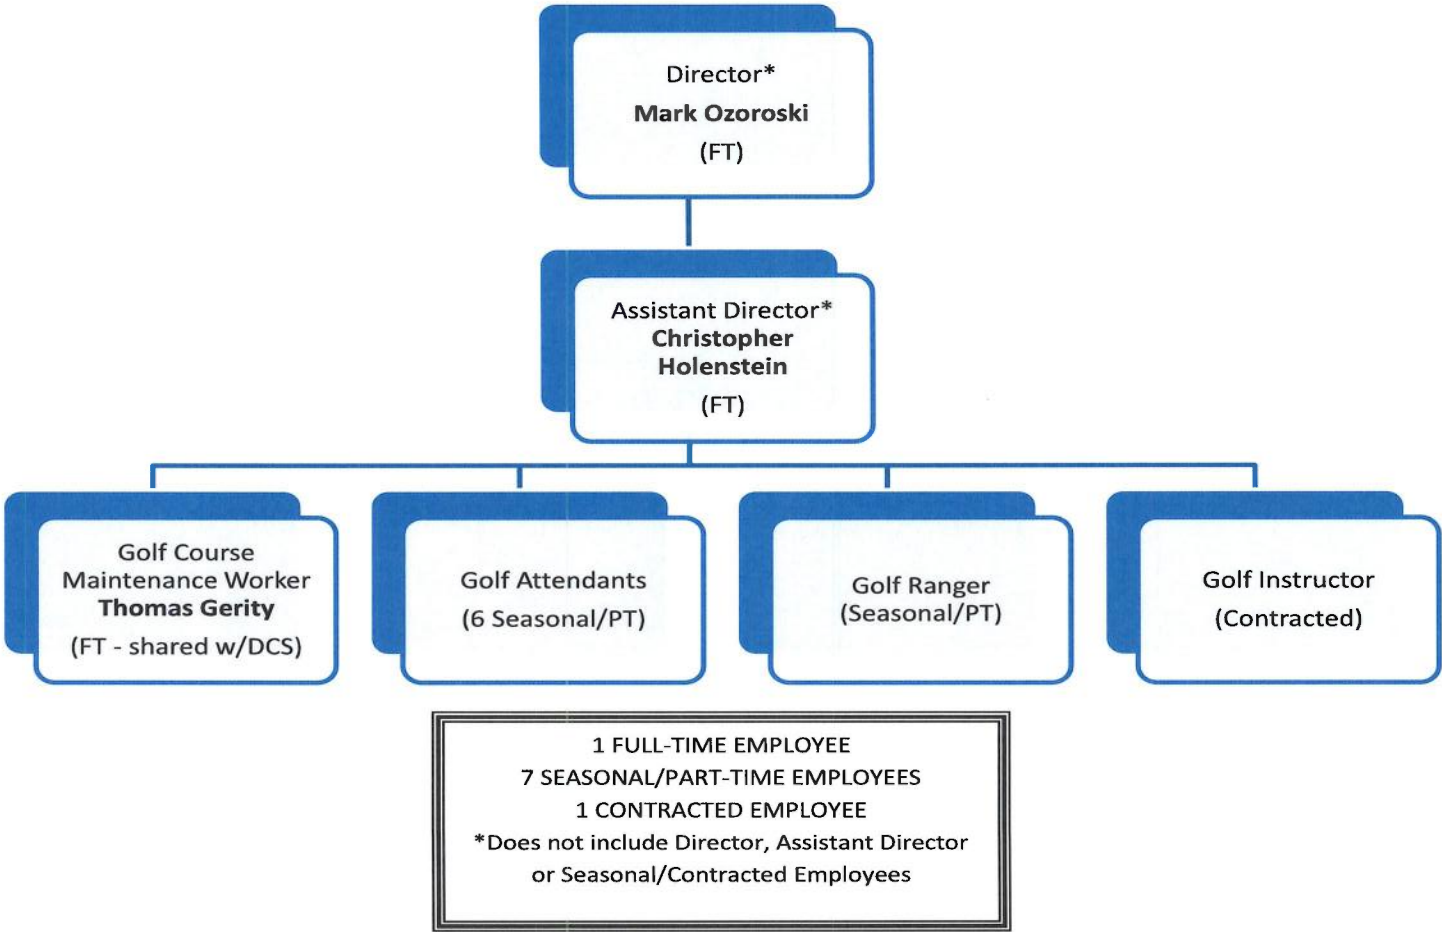 Director*
Mark Ozoroski
(FT)
Assistant Director*
Christopher
Holenstein
(FT)
Golf Course
Maintenance Worker
Thomas Gerity
(FT - shared w/DCS)
Golf Attendants
(6 Seasonal/PT)
Golf Ranger
(Seasonal/PT)
Golf Instructor
(Contracted)
1 FULL-TIME EMPLOYEE
7 SEASONAL/PART-TIME EMPLOYEES
1 CONTRACTED EMPLOYEE
*Does not include Director, Assistant Director
or Seasonal/Contracted Employees